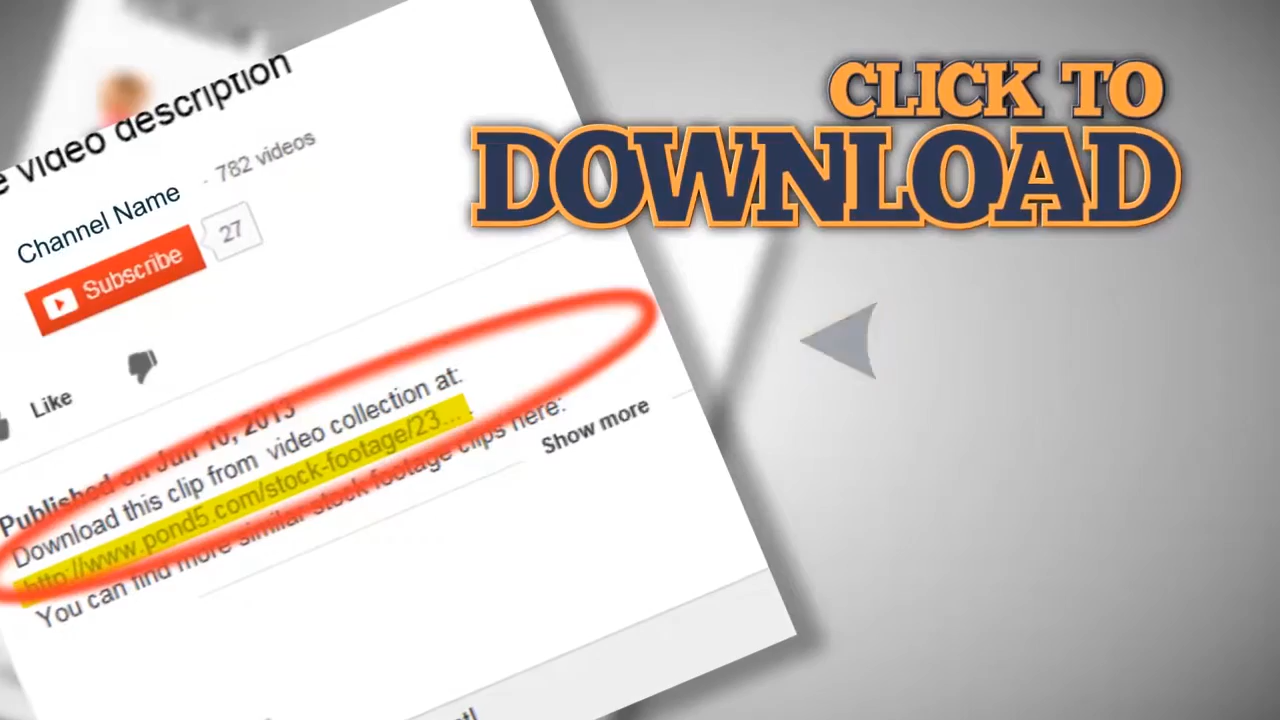 CLICK TO
DOWNLOAD
e video description
Channel Name · 782 videos
Subscribe 27
Like
Published on Jun 10, 2013
Download this clip from video collection at:
http://www.pond5.com/stock-footage/23... .
You can find more similar stock footage clips here:
Show more